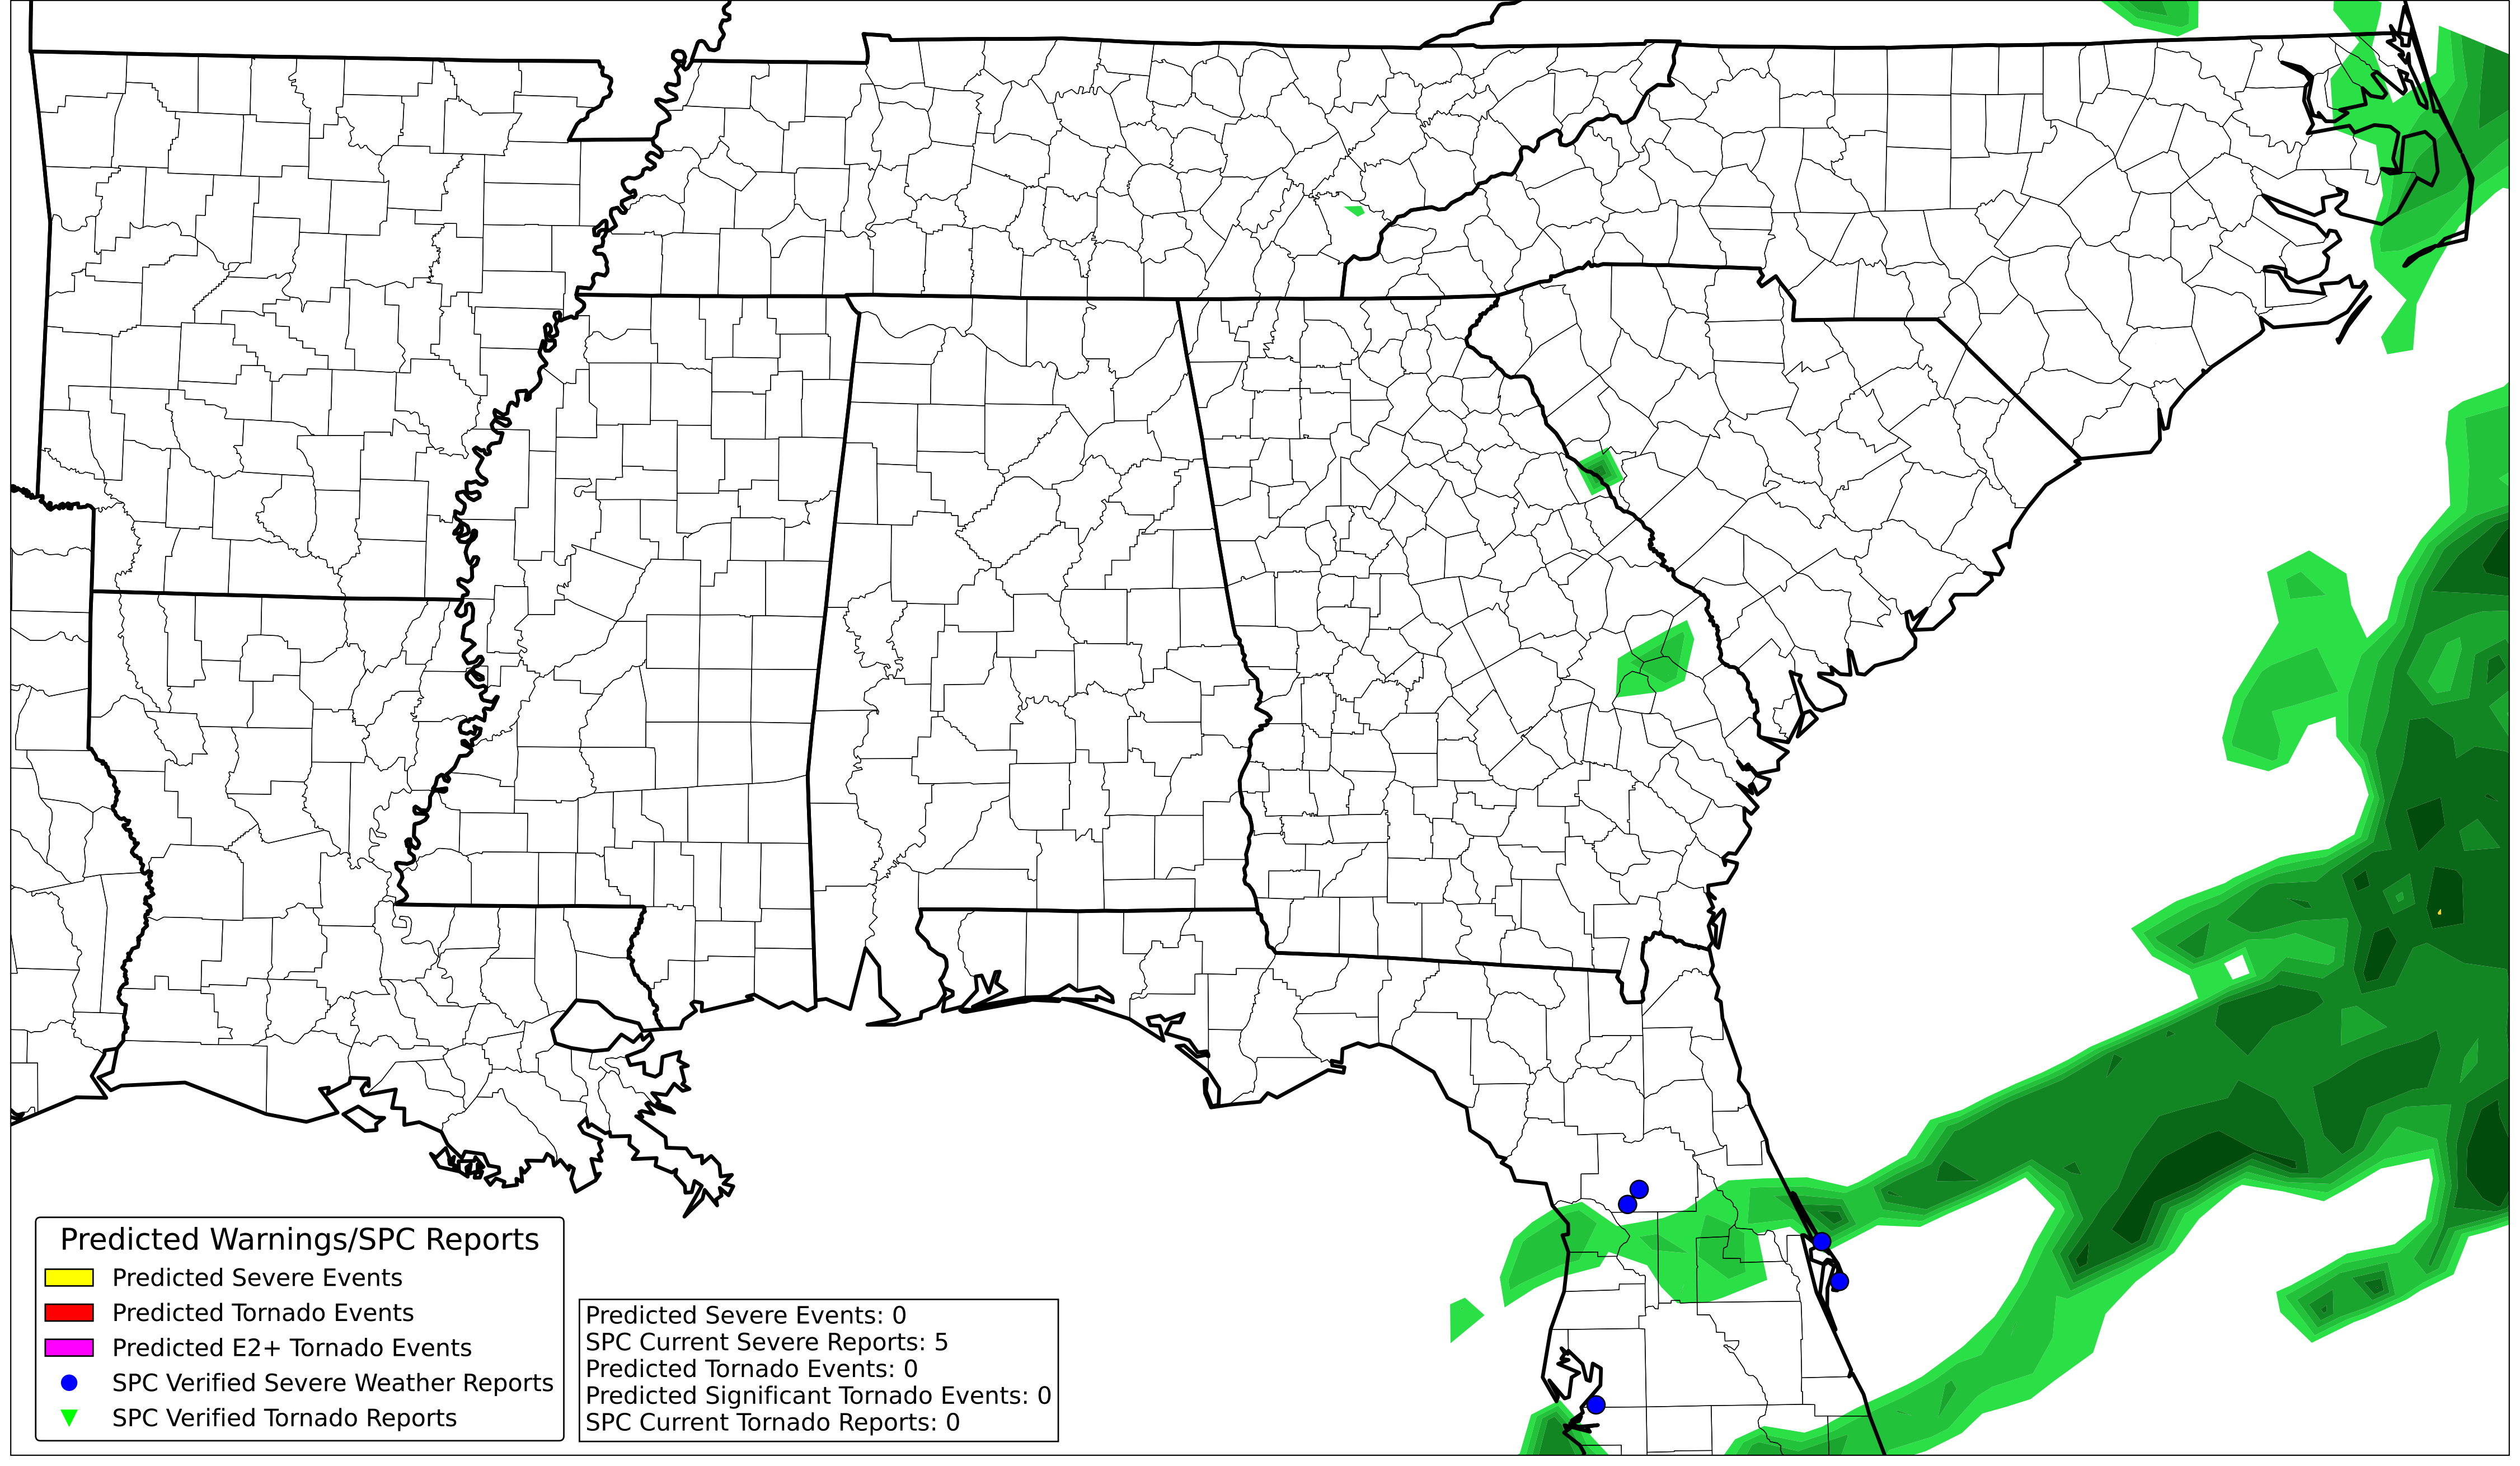 Predicted Warnings/SPC Reports
Predicted Severe Events
Predicted Tornado Events
Predicted E2+ Tornado Events
SPC Verified Severe Weather Reports
SPC Verified Tornado Reports
Predicted Severe Events: 0
SPC Current Severe Reports: 5
Predicted Tornado Events: 0
Predicted Significant Tornado Events: 0
SPC Current Tornado Reports: 0